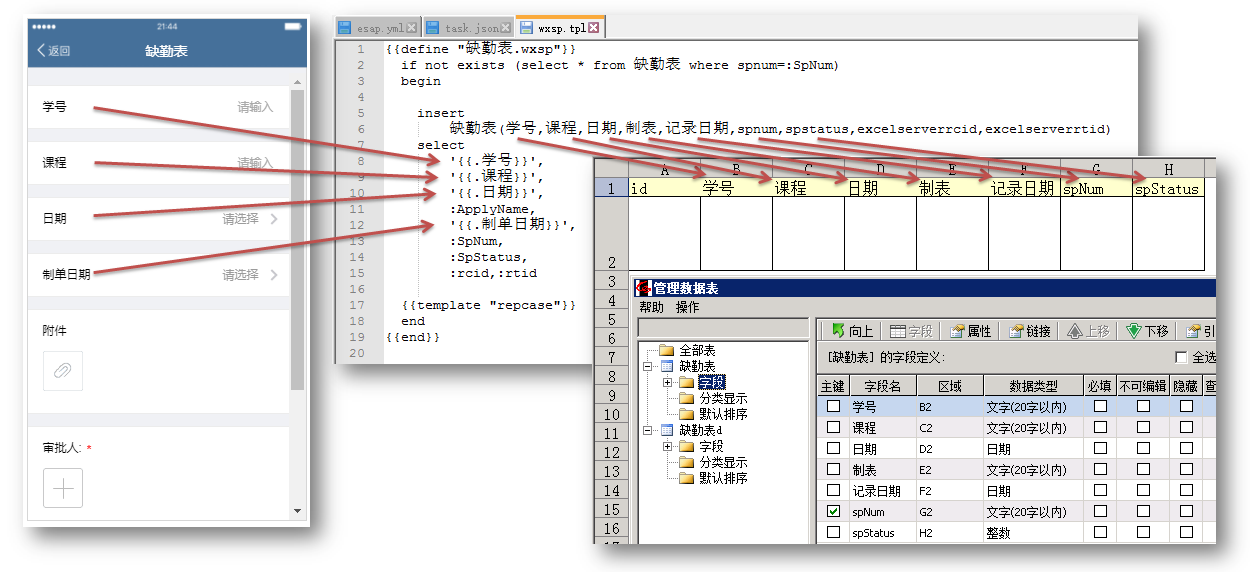 21:44
返回
缺勤表
学号
请输入
课程
请输入
日期
请选择
制单日期
请选择
附件
审批人: *
esap.yml
task.json
wxsp.tpl
1 {{define "缺勤表.wxsp"}}
2 if not exists (select * from 缺勤表 where spnum=:SpNum)
3 begin
4
5 insert
6 缺勤表(学号,课程,日期,制表,记录日期,spnum,spstatus,excelserverrcid,excelserverrtid)
7 select
8 '{{.学号}}',
9 '{{.课程}}',
10 '{{.日期}}',
11 :ApplyName,
12 '{{.制单日期}}',
13 :SpNum,
14 :SpStatus,
15 :rcid,:rtid
16
17 {{template "repcase"}}
18 end
19 {{end}}
20
A B C D E F G H
1 id 学号 课程 日期 制表 记录日期 spNum spStatus
2
3
4
5
6
7
8
9
10
11
12
13
14
15
16
管理数据表
帮助 操作
向上 字段 属性 链接 上移 下移 引
全部表
缺勤表
字段
分类显示
默认排序
缺勤表d
字段
分类显示
默认排序
[缺勤表] 的字段定义:
全选
主键 字段名 区域 数据类型 必填 不可编辑 隐藏 查
学号 B2 文字(20字以内)
课程 C2 文字(20字以内)
日期 D2 日期
制表 E2 文字(20字以内)
记录日期 F2 日期
spNum G2 文字(20字以内)
spStatus H2 整数